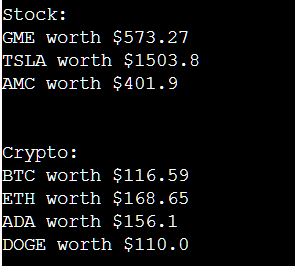 Stock:
GME worth $573.27
TSLA worth $1503.8
AMC worth $401.9
Crypto:
BTC worth $116.59
ETH worth $168.65
ADA worth $156.1
DOGE worth $110.0